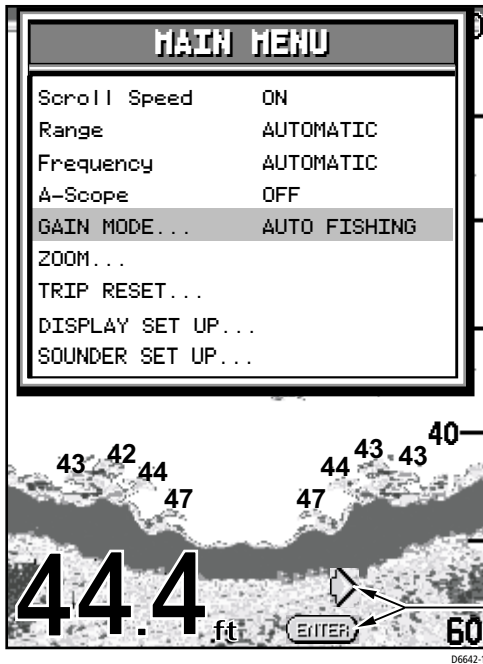 MAIN MENU
Scroll Speed ON
Range AUTOMATIC
Frequency AUTOMATIC
A-Scope OFF
GAIN MODE... AUTO FISHING
ZOOM...
TRIP RESET...
DISPLAY SET UP...
SOUNDER SET UP...
40
43 42 44 47 47 44 43 43
44.4 ft
ENTER
60
D6642-1